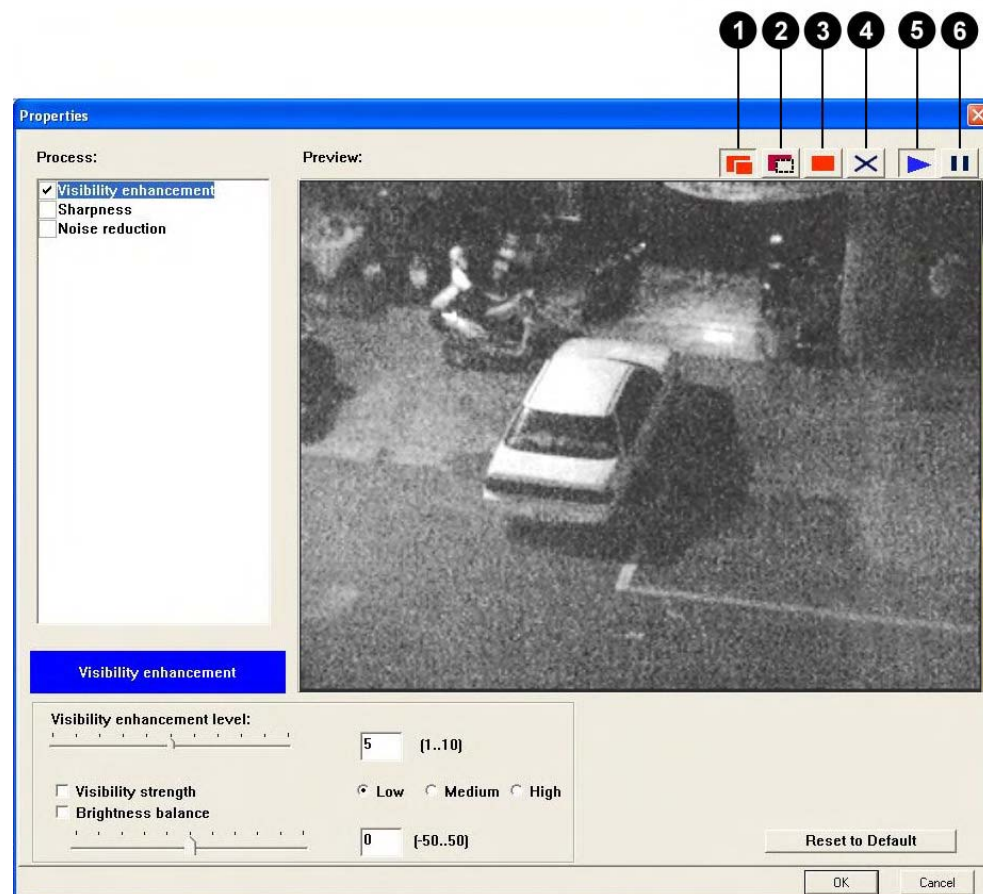 1 2 3 4 5 6
Properties
Process:
Preview:
Visibility enhancement
Sharpness
Noise reduction
Visibility enhancement
Visibility enhancement level:
5 (1..10)
Visibility strength
Low Medium High
Brightness balance
0 (-50..50)
Reset to Default
OK Cancel